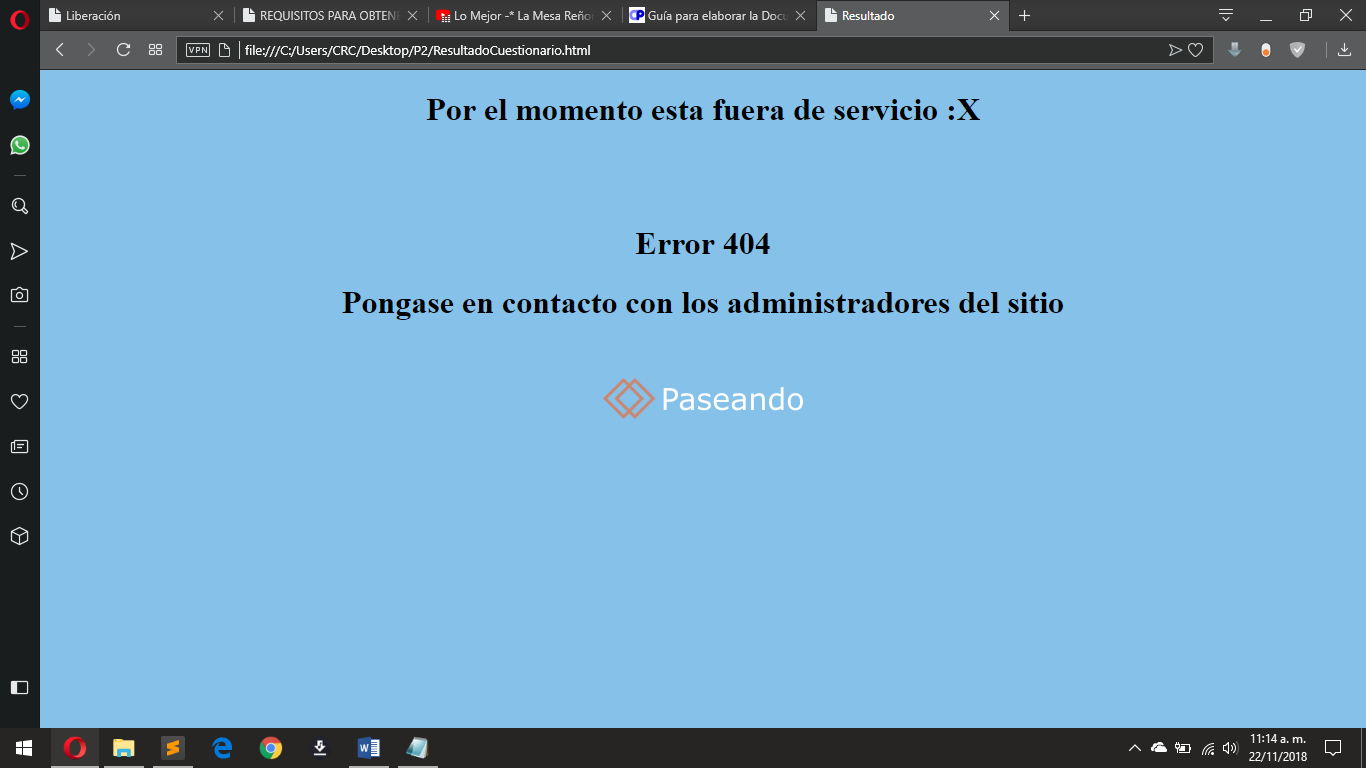 Liberación
REQUISITOS PARA OBTENE
Lo Mejor -* La Mesa Reñor
Guía para elaborar la Docu
Resultado
VPN
file:///C:/Users/CRC/Desktop/P2/ResultadoCuestionario.html
Por el momento esta fuera de servicio :X
Error 404
Pongase en contacto con los administradores del sitio
Paseando
11:14 a. m.
22/11/2018